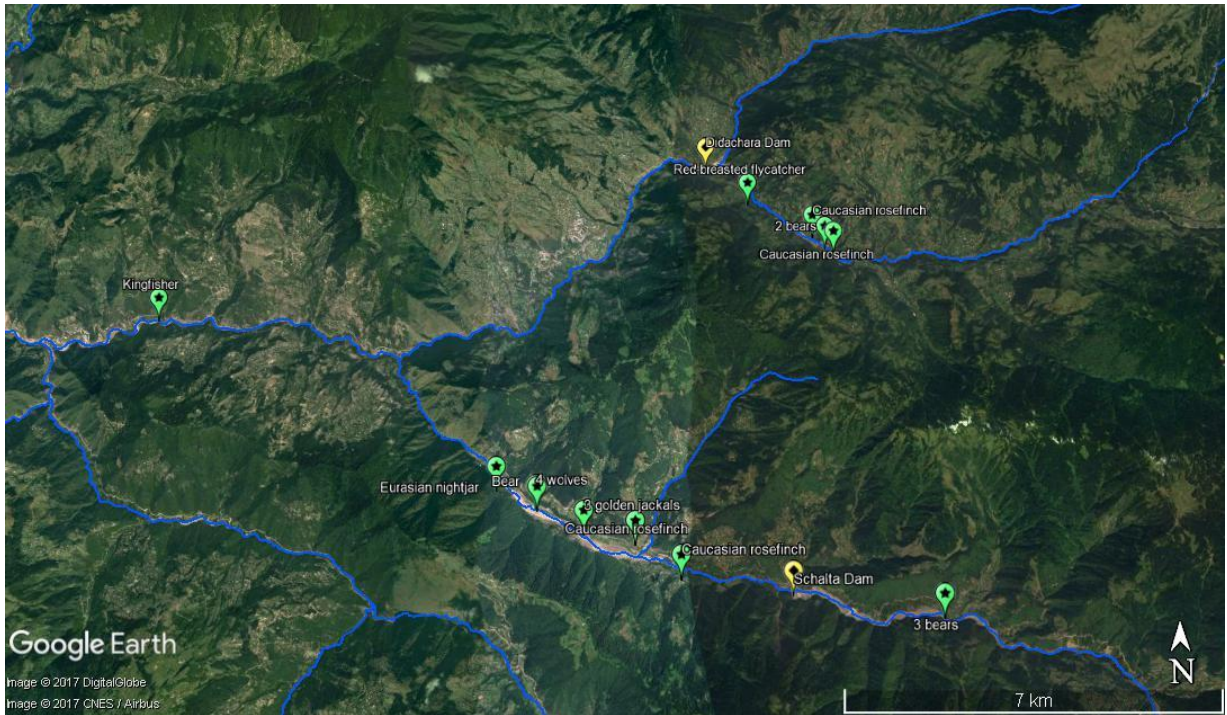 Didachara Dam
Red breasted flycatcher
Caucasian rosefinch
2 bears
Caucasian rosefinch
Kingfisher
Eurasian nightjar
Bear
4 wolves
3 golden jackals
Caucasian rosefinch
Caucasian rosefinch
Schalta Dam
3 bears
Google Earth
Image © 2017 DigitalGlobe
Image © 2017 CNES / Airbus
N
7 km